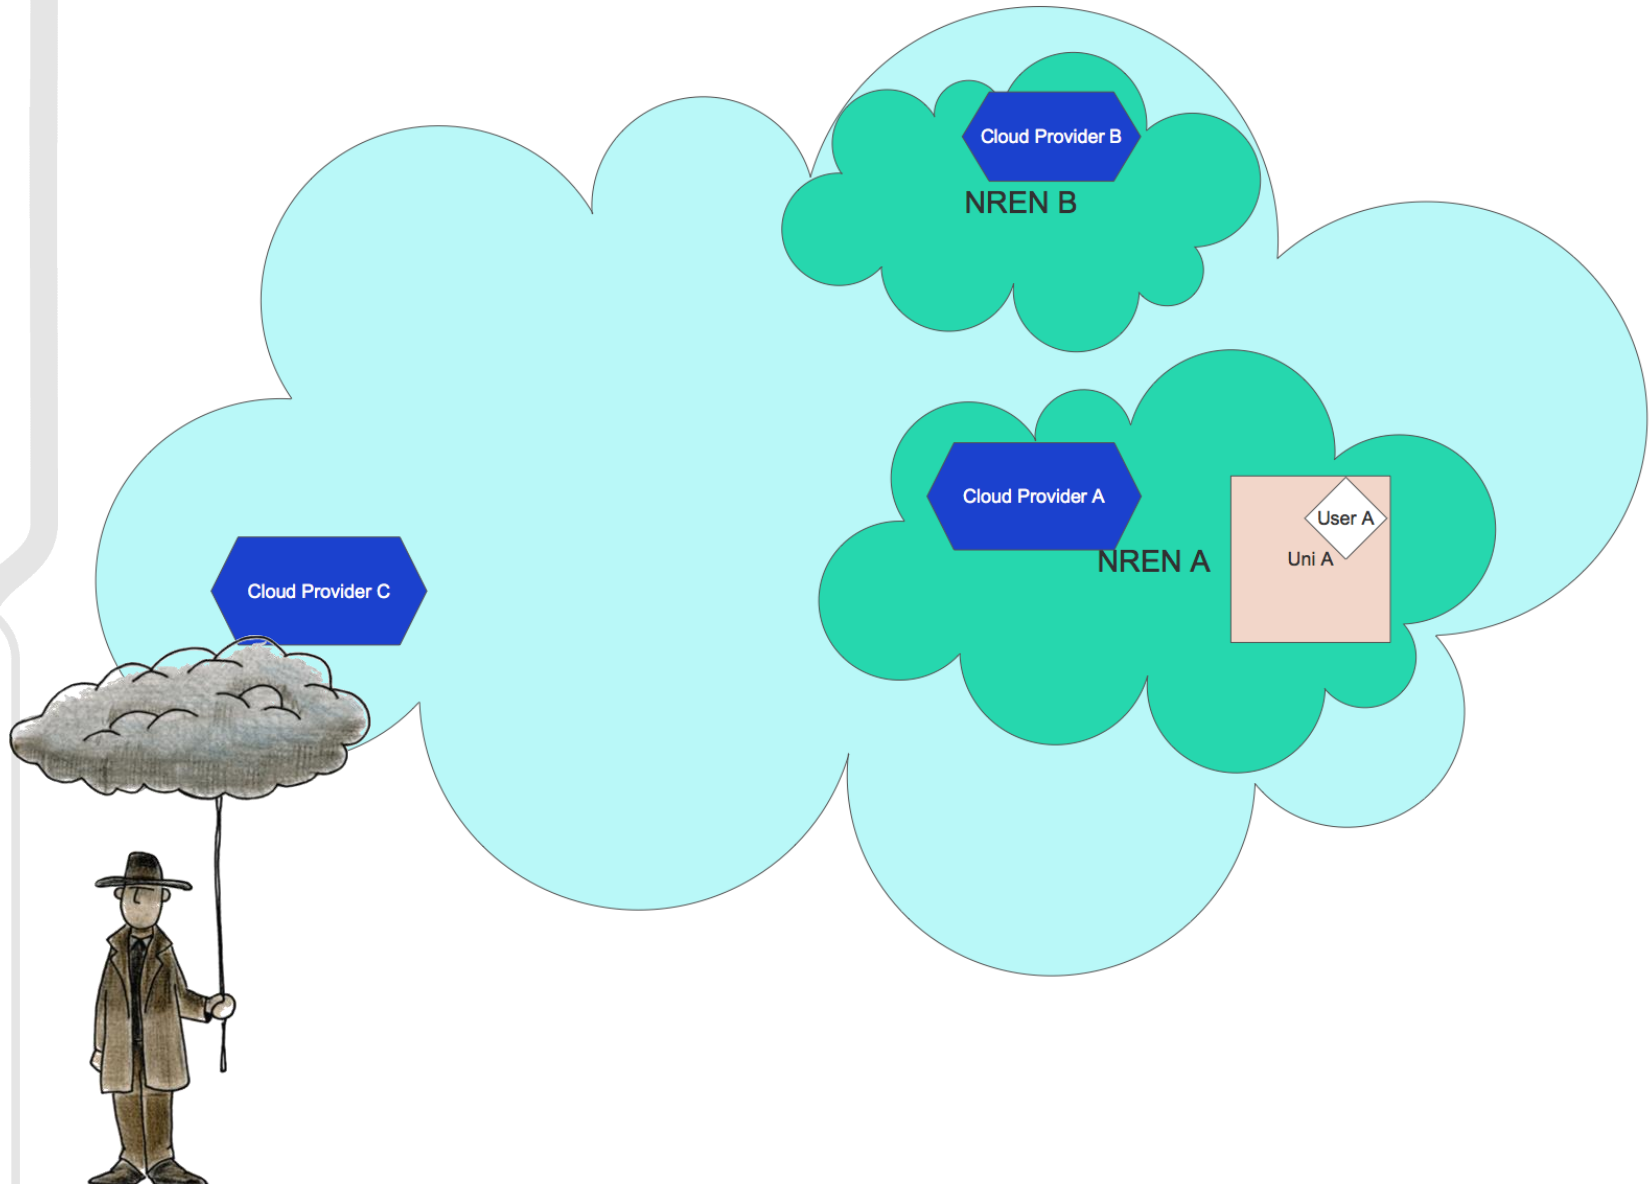 Cloud Provider B
NREN B
Cloud Provider A
User A
NREN A
Uni A
Cloud Provider C